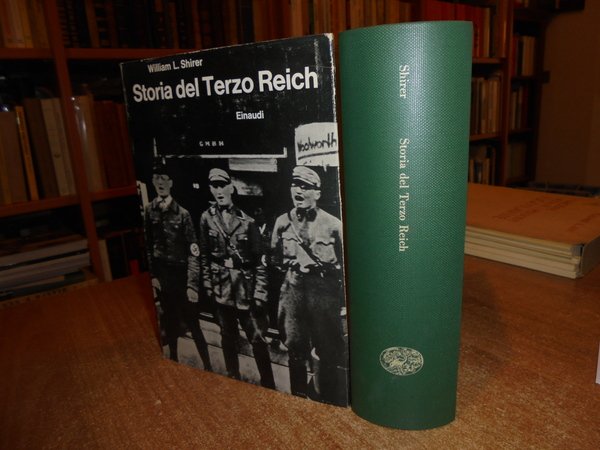 William L. Shirer
Storia del Terzo Reich
Einaudi
G M B H
Woolworth
Shirer
Storia del Terzo Reich